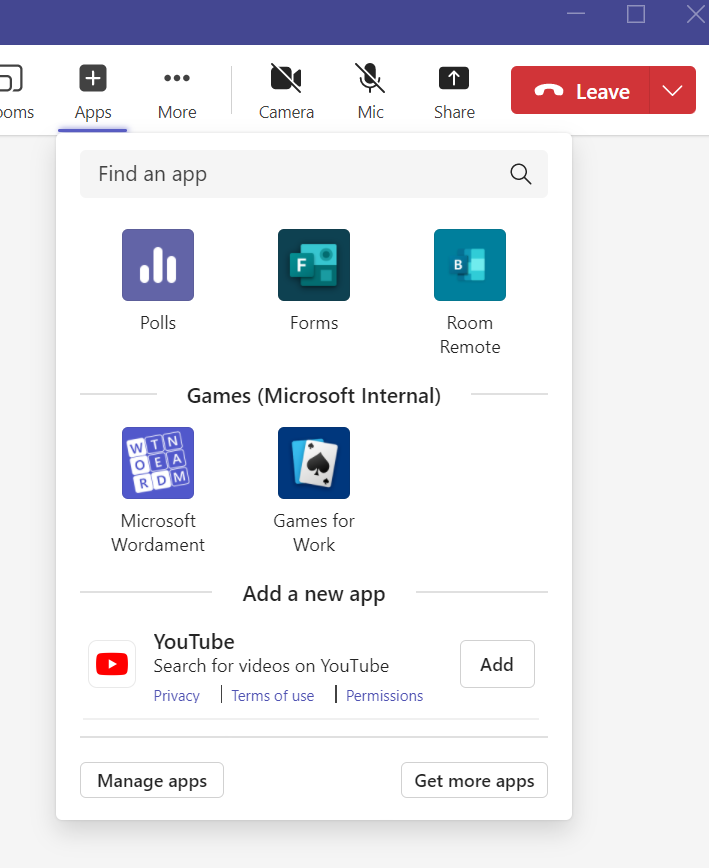 ooms
Apps
More
Camera
Mic
Share
Leave
Find an app
F
B
Polls
Forms
Room
Remote
Games (Microsoft Internal)
W T N
O E A
R D M
Microsoft
Wordament
Games for
Work
Add a new app
YouTube
Search for videos on YouTube
Add
Privacy | Terms of use | Permissions
Manage apps
Get more apps